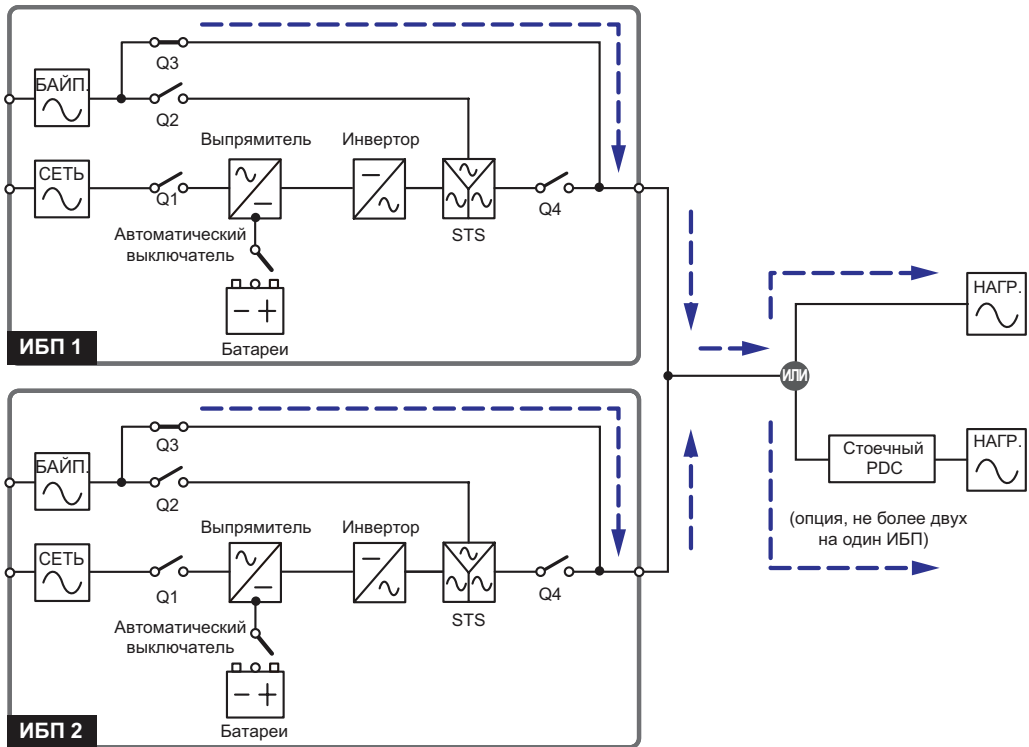 Q3
БАЙП.
Q2
Выпрямитель
Инвертор
СЕТЬ
Q1
STS
Q4
Автоматический
выключатель
Батареи
ИБП 1
НАГР.
ИЛИ
Стоечный
PDC
НАГР.
(опция, не более двух
на один ИБП)
Q3
БАЙП.
Q2
Выпрямитель
Инвертор
СЕТЬ
Q1
STS
Q4
Автоматический
выключатель
Батареи
ИБП 2